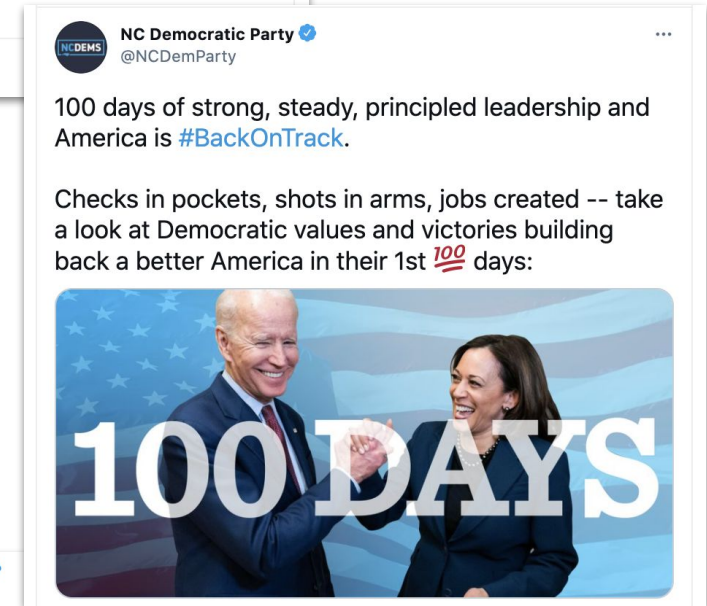 NC Democratic Party
NCDEMS
@NCDemParty
100 days of strong, steady, principled leadership and
America is #BackOnTrack.
Checks in pockets, shots in arms, jobs created -- take
a look at Democratic values and victories building
back a better America in their 1st 💯 days:
100 DAYS